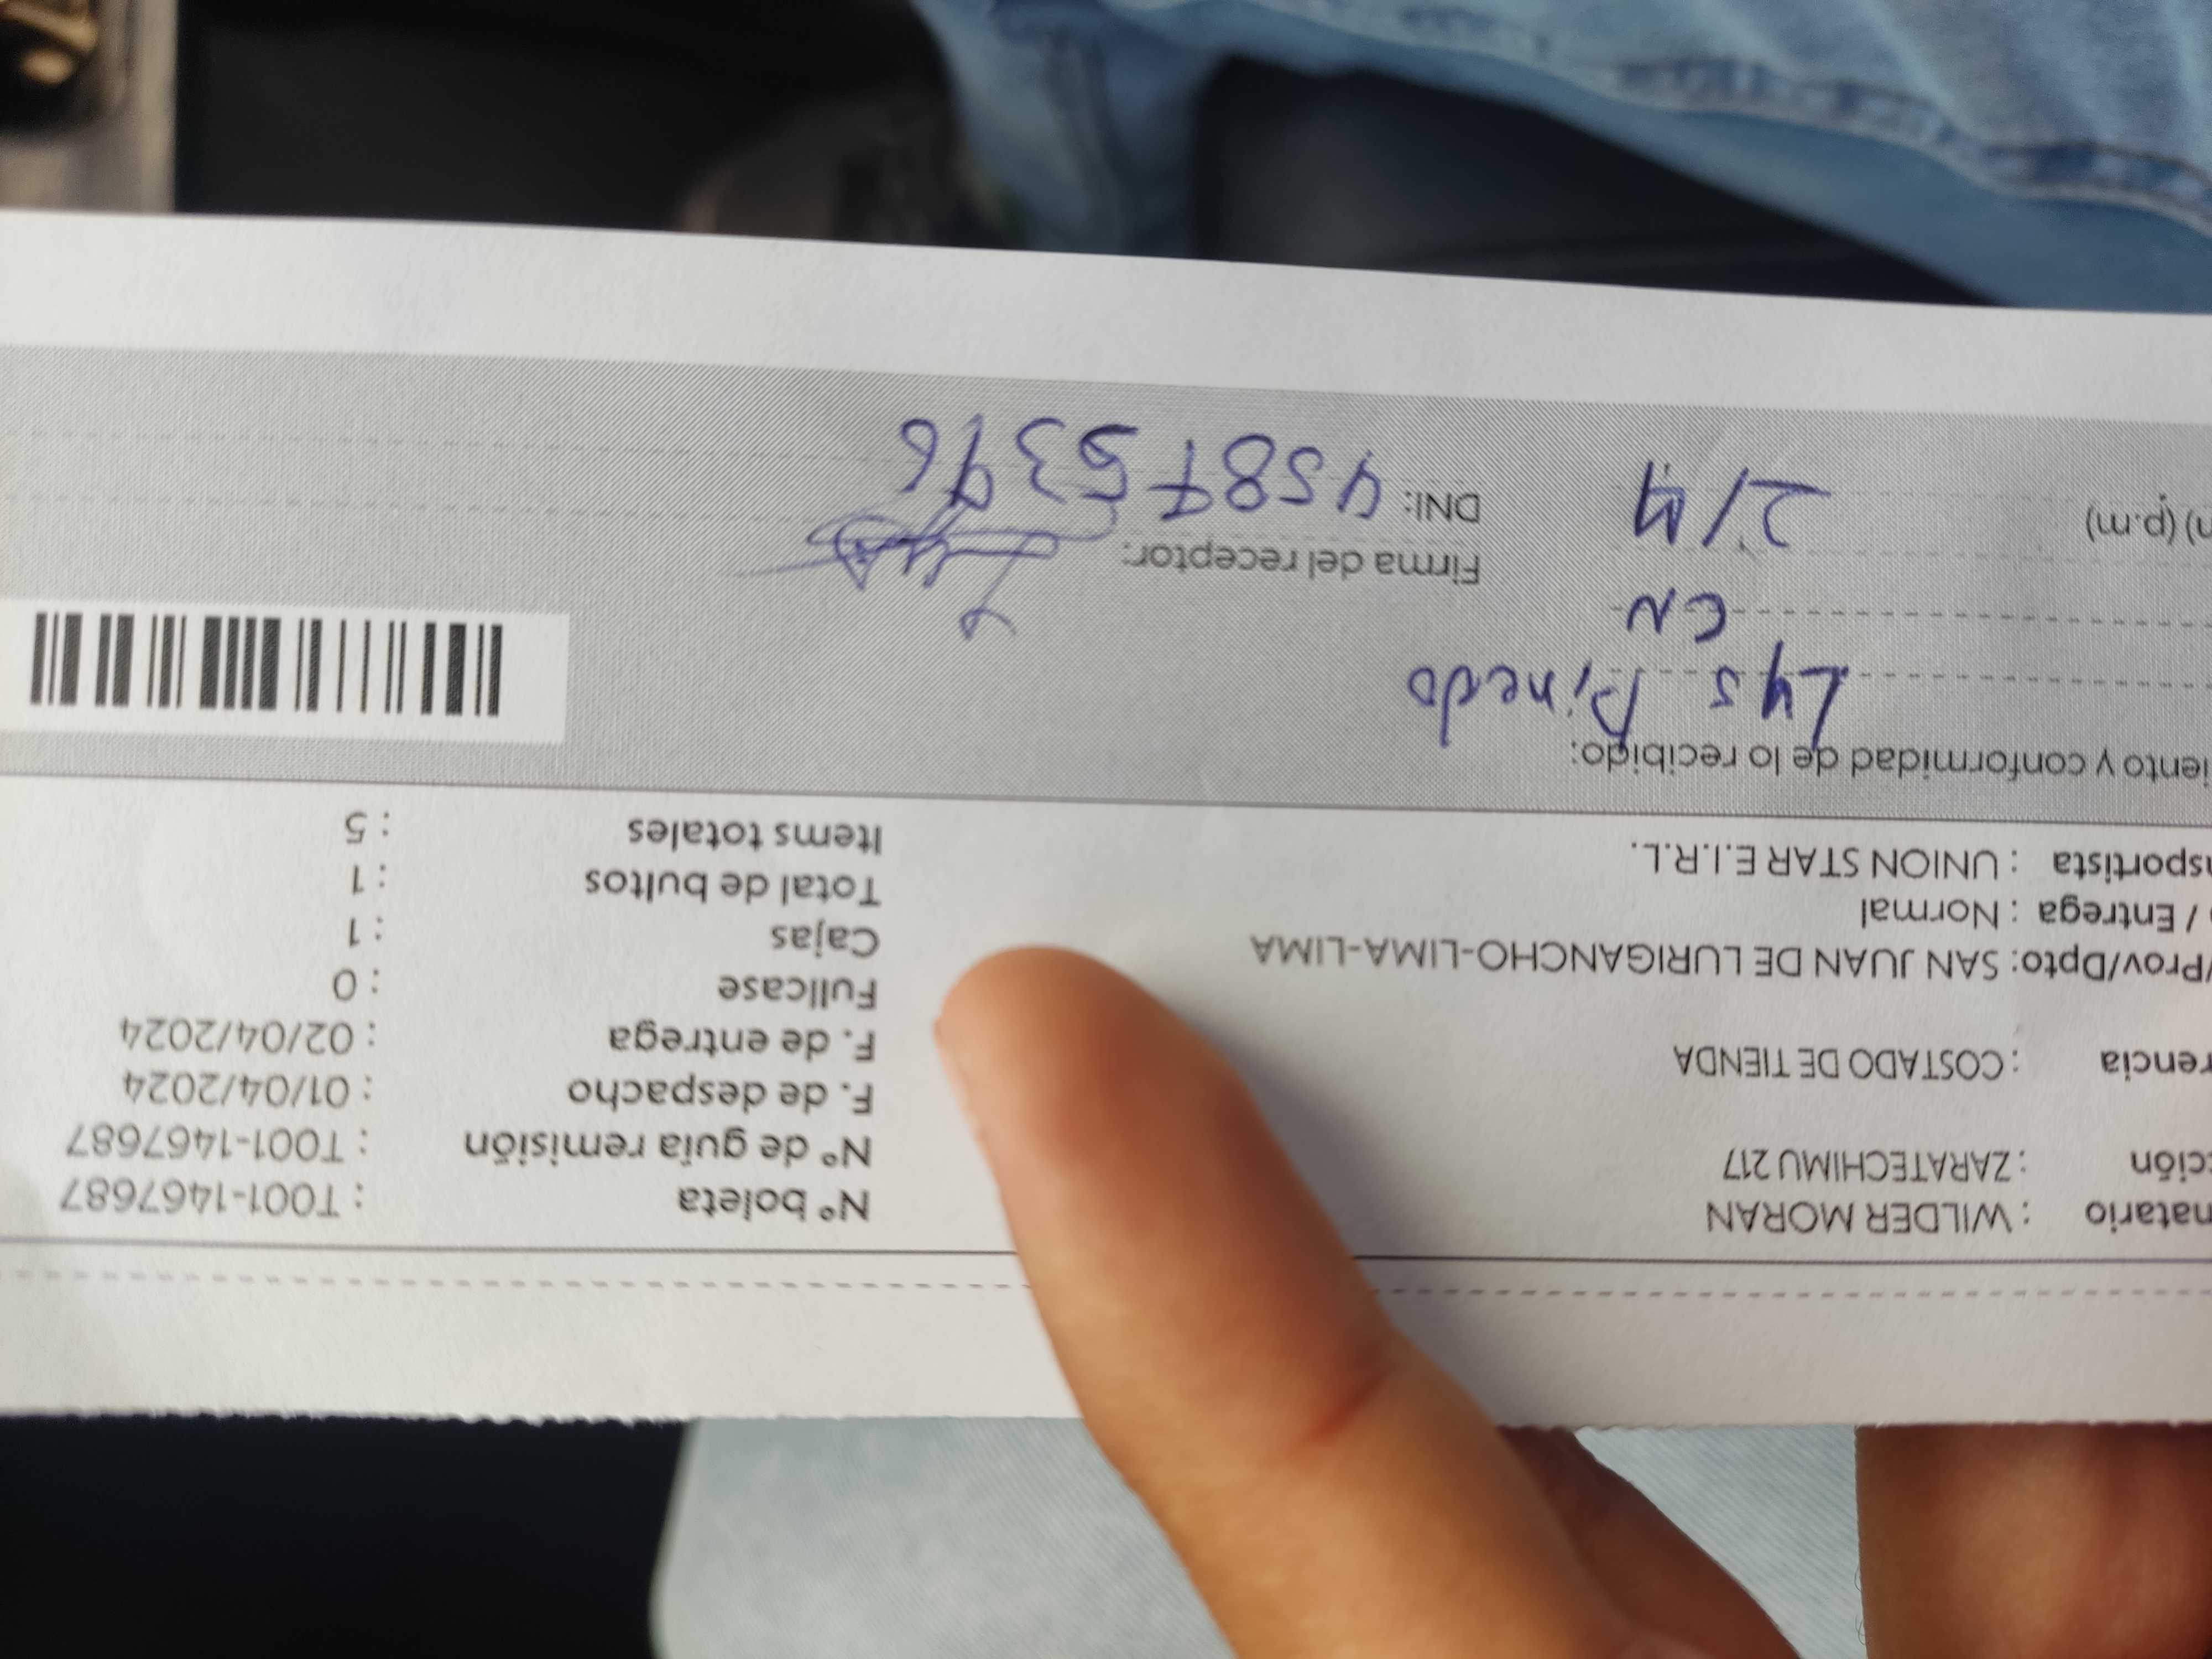 natario : WILDER MORAN
cción : ZARATECHIMU 217
rencia : COSTADO DE TIENDA
/Prov/Dpto: SAN JUAN DE LURIGANCHO-LIMA-LIMA
/ Entrega : Normal
nsportista : UNION STAR E.I.R.L.
N° boleta : T001-1467687
N° de guía remisión : T001-1467687
F. de despacho : 01/04/2024
F. de entrega : 02/04/2024
Fullcase : 0
Cajas : 1
Total de bultos : 1
Items totales : 5
iento y conformidad de lo recibido:
Lys Pinedo
CN
(p.m) 2/4
Firma del receptor:
DNI: 45875396